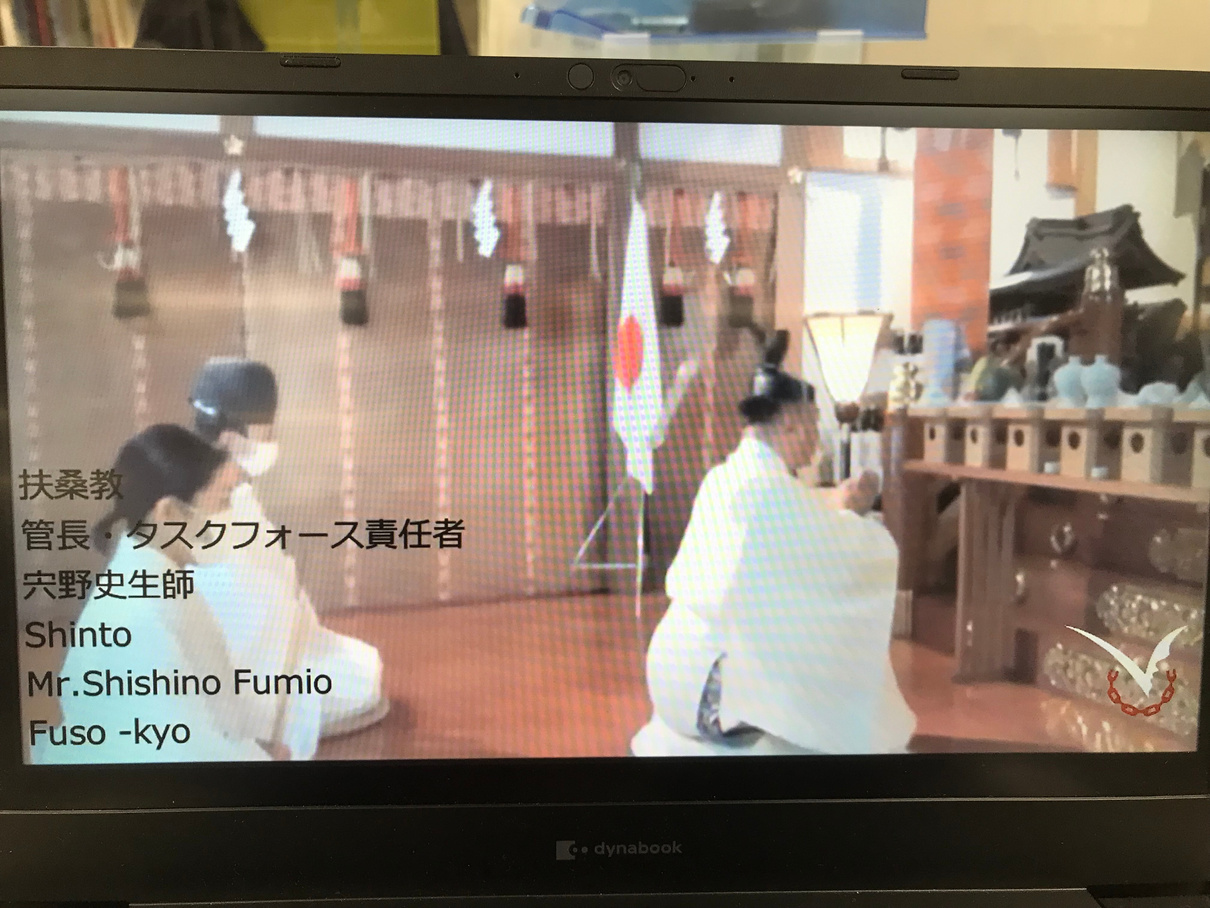 扶桑教
管長・タスクフォース責任者
宍野史生師
Shinto
Mr.Shishino Fumio
Fuso -kyo
dynabook